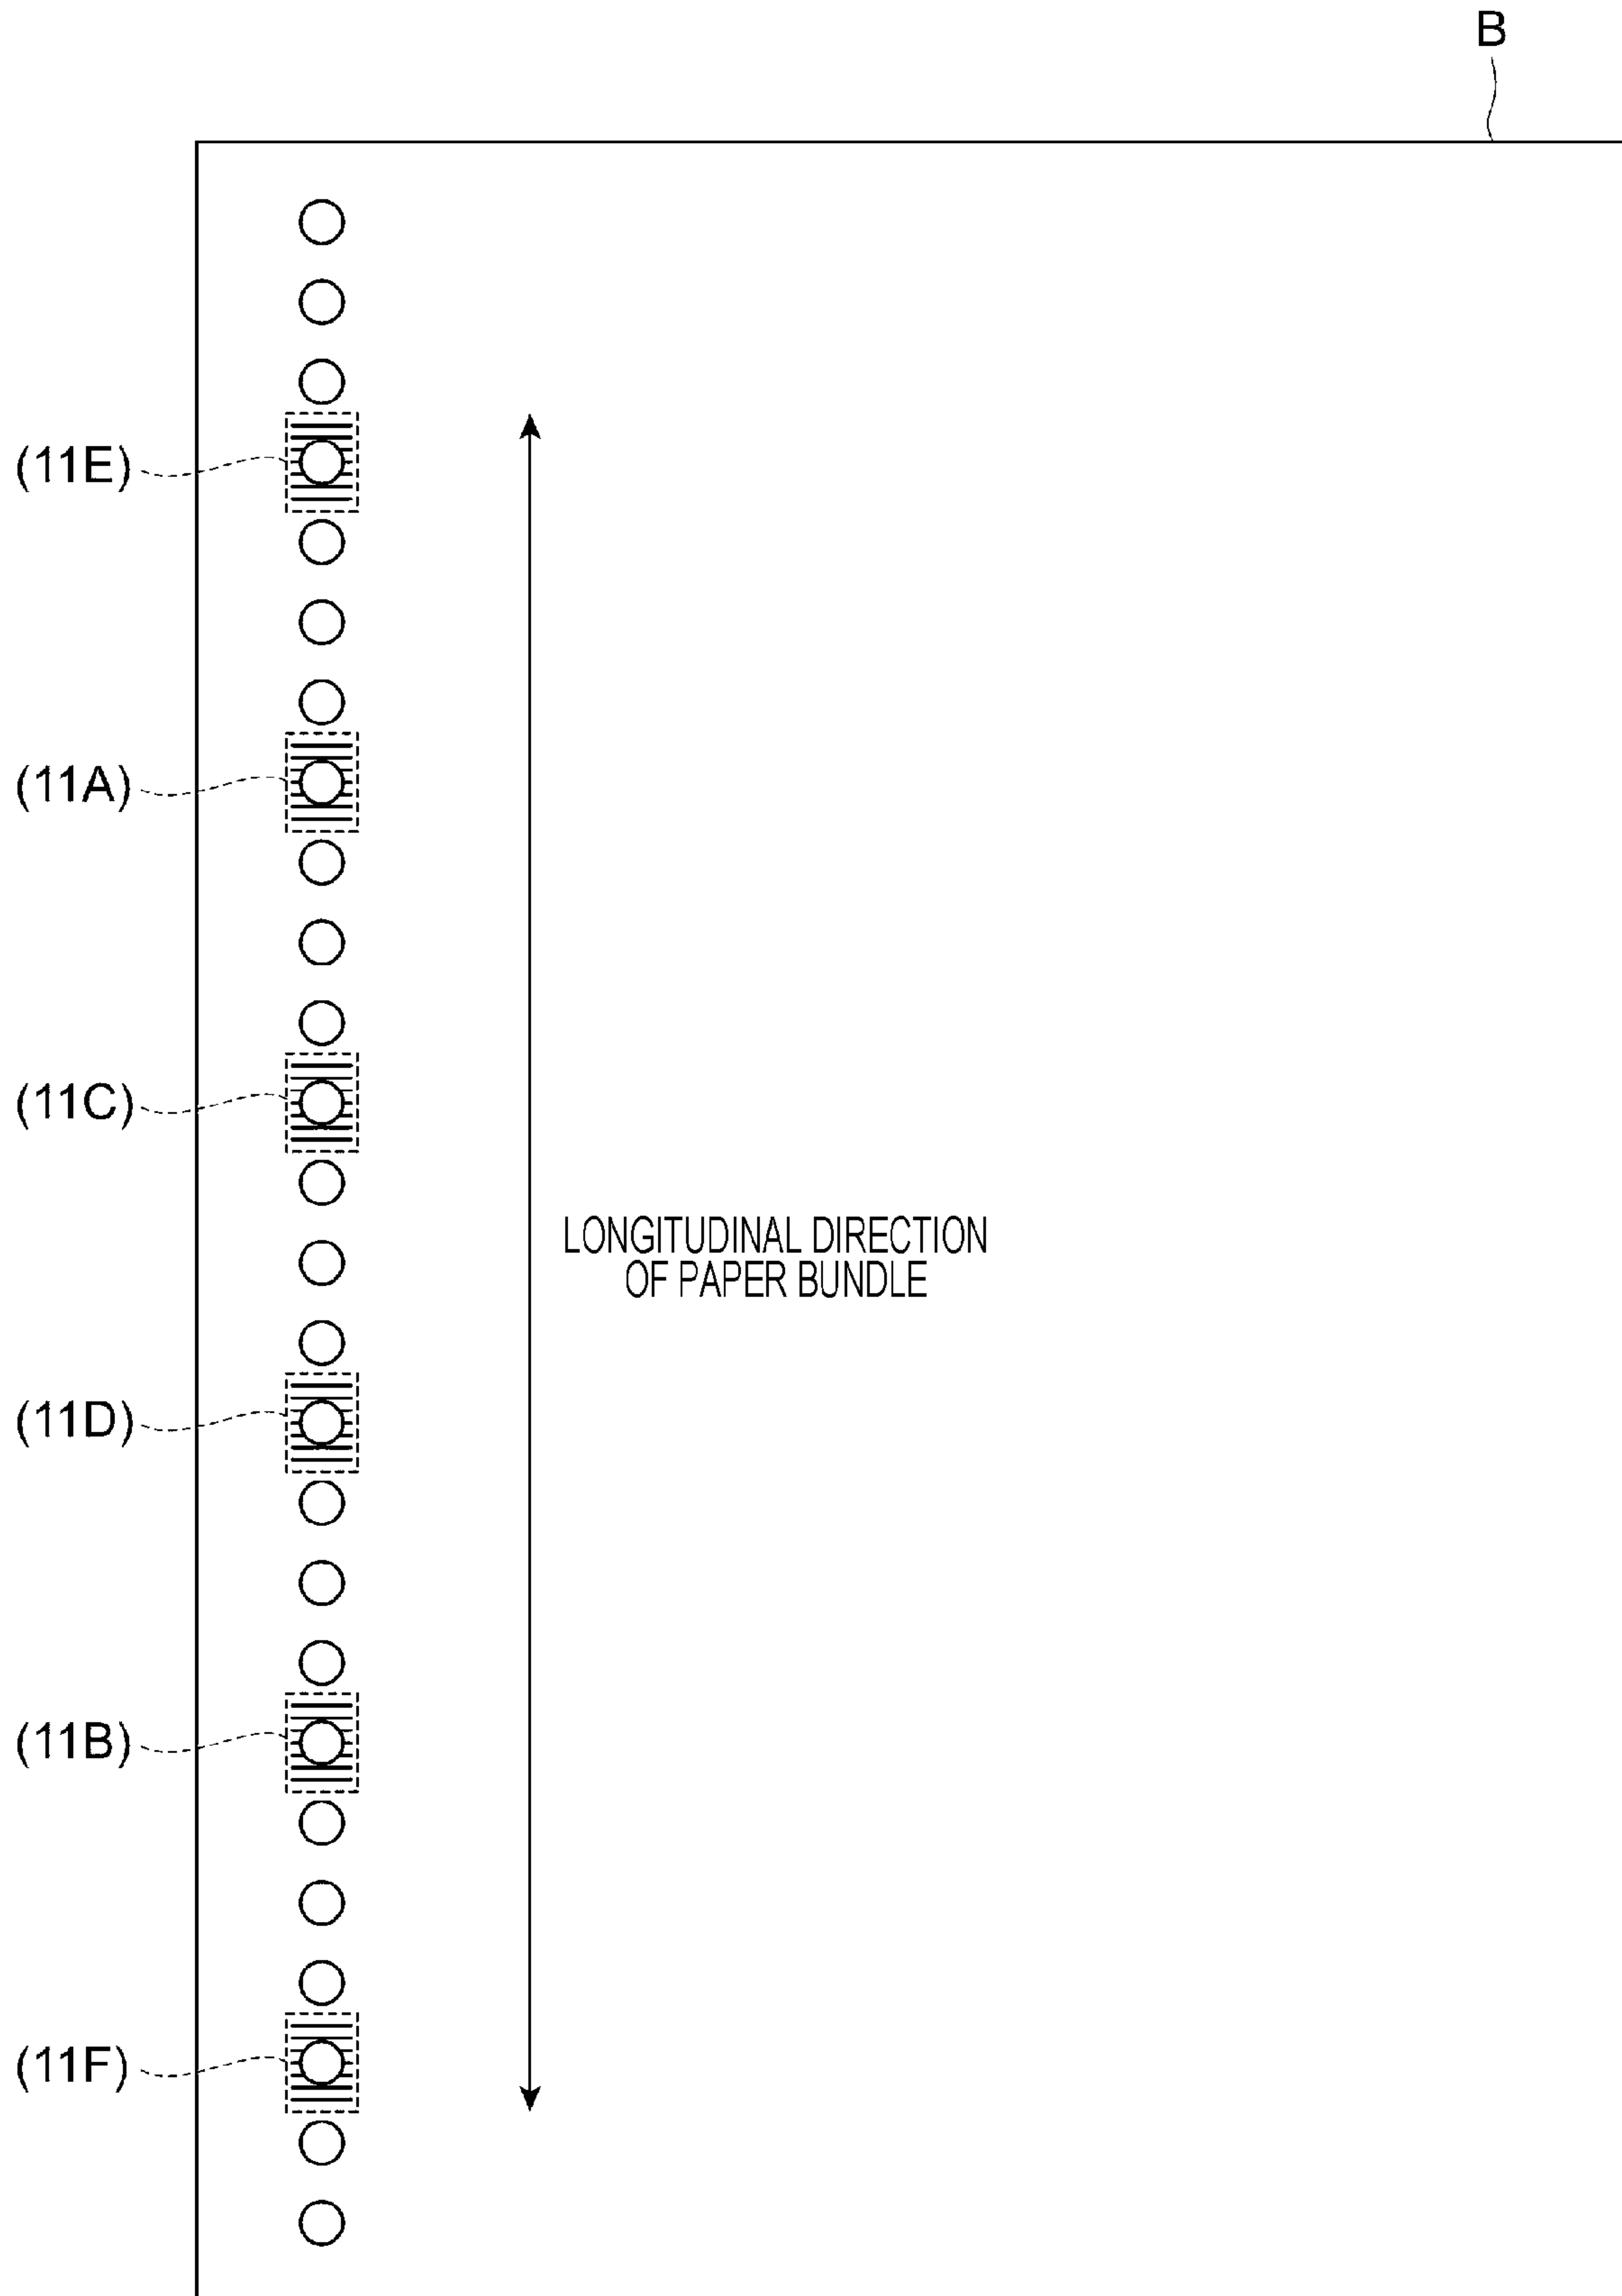 B
(11E)
(11A)
(11C)
LONGITUDINAL DIRECTION
OF PAPER BUNDLE
(11D)
(11B)
(11F)